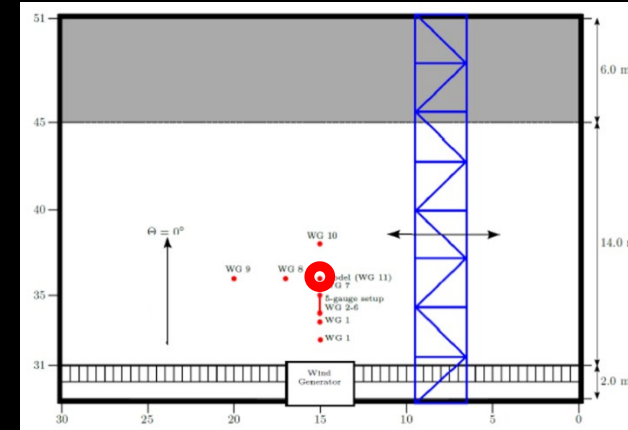 51
6.0 m
45
40
Θ = 0°
WG 10
14.0 m
WG 9
WG 8
(WG 11)
7
35
5-gauge setup
WG 2-6
WG 1
WG 1
31
Wind
Generator
2.0 m
30
25
20
15
10
5
0